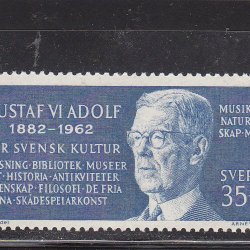 GUSTAF VI ADOLF
1882-1962
R SVENSK KULTUR
SNING·BIBLIOTEK·MUSEER
T·HISTORIA·ANTIKVITETER
ENSKAP·FILOSOFI·DE FRIA
NA·SKÅDESPELARKONST
MUSIK
NATUR
SKAP·M
SVER
35